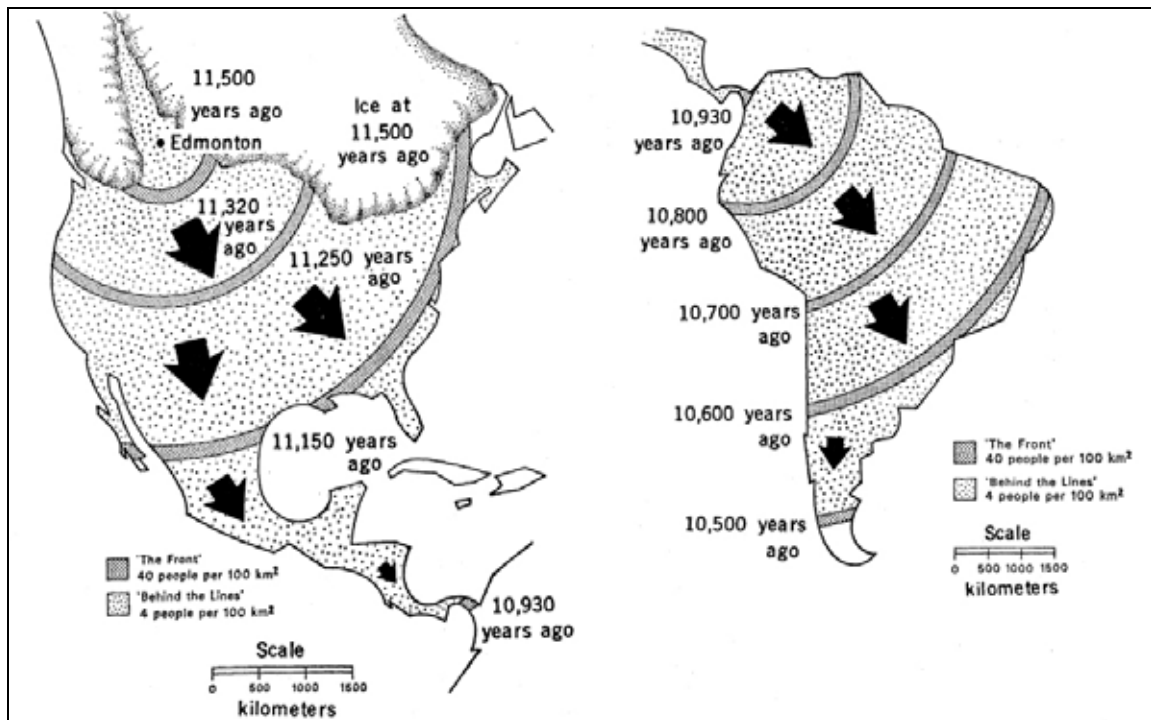 11,500
years ago
Edmonton
Ice at
11,500
years ago
11,320
years
ago
11,250 years
ago
11,150 years
ago
'The Front'
40 people per 100 km²
'Behind the Lines'
4 people per 100 km²
10,930
years ago
Scale
0 500 1000 1500
kilometers
10,930
years ago
10,800
years ago
10,700
years
ago
10,600 years
ago
10,500 years
ago
'The Front'
40 people per 100 km²
'Behind the Lines'
4 people per 100 km²
Scale
0 500 1000 1500
kilometers